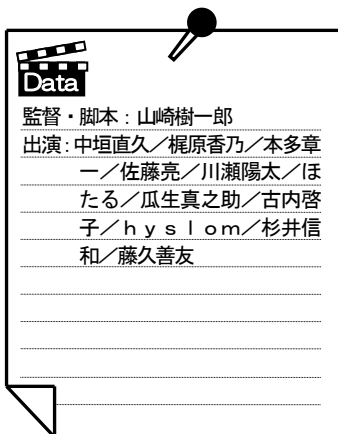 Data
監督・脚本：山崎樹一郎
出演：中垣直久／梶原香乃／本多章
一／佐藤亮／川瀬陽太／ほ
たる／瓜生真之助／古内啓
子／ｈｙｓｌｏｍ／杉井信
和／藤久善友